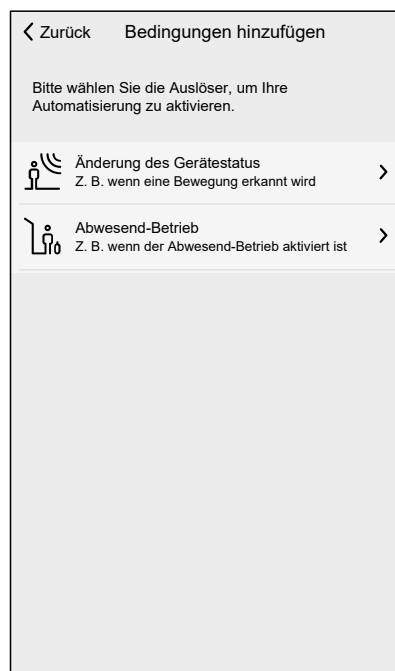 Zurück Bedingungen hinzufügen
Bitte wählen Sie die Auslöser, um Ihre
Automatisierung zu aktivieren.
Änderung des Gerätestatus
Z. B. wenn eine Bewegung erkannt wird
Abwesend-Betrieb
Z. B. wenn der Abwesend-Betrieb aktiviert ist